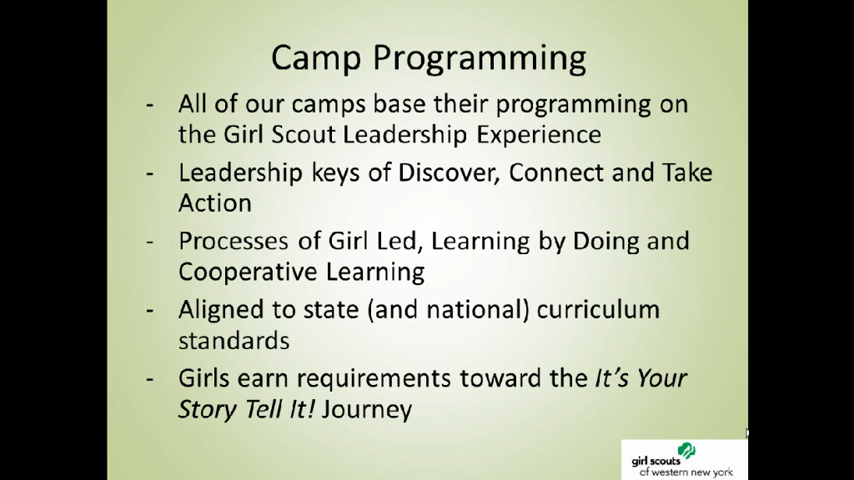 Camp Programming
- All of our camps base their programming on
the Girl Scout Leadership Experience
- Leadership keys of Discover, Connect and Take
Action
- Processes of Girl Led, Learning by Doing and
Cooperative Learning
- Aligned to state (and national) curriculum
standards
- Girls earn requirements toward the It's Your
Story Tell It! Journey
girl scouts
of western new york